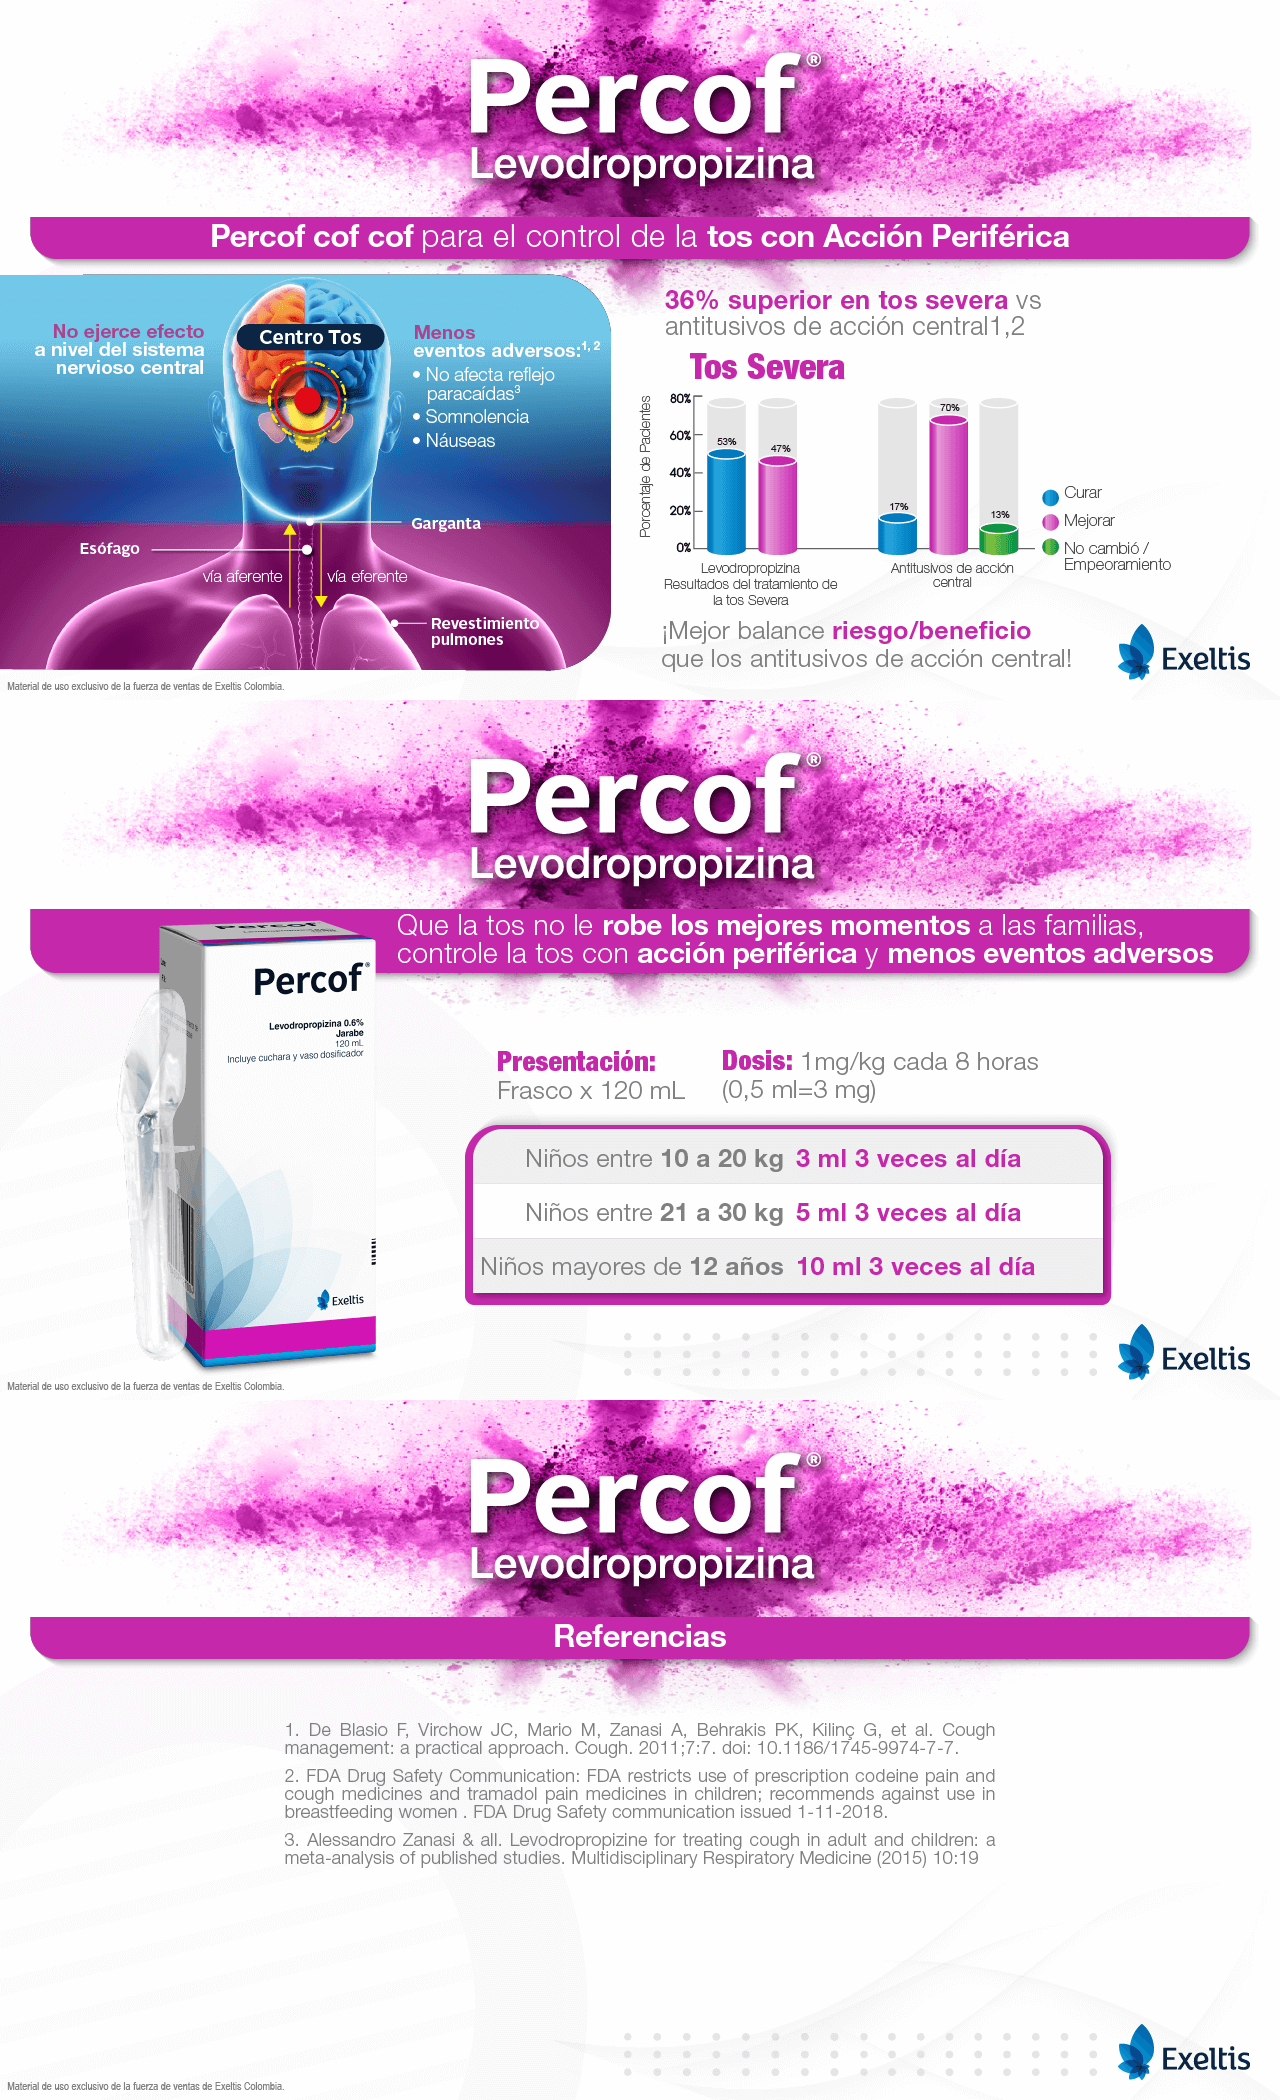 Percof®
Levodropropizina
Percof cof cof para el control de la tos con Acción Periférica
No ejerce efecto
a nivel del sistema
nervioso central
Centro Tos
Menos
eventos adversos:1, 2
• No afecta reflejo
paracaídas3
• Somnolencia
• Náuseas
Garganta
Esófago
vía aferente
vía eferente
Revestimiento
pulmones
36% superior en tos severa vs
antitusivos de acción central1,2
Tos Severa
Porcentaje de Pacientes
80%
60%
40%
20%
0%
53%
47%
17%
70%
13%
Levodropropizina
Resultados del tratamiento de
la tos Severa
Antitusivos de acción
central
Curar
Mejorar
No cambió /
Empeoramiento
¡Mejor balance riesgo/beneficio
que los antitusivos de acción central!
Exeltis
Material de uso exclusivo de la fuerza de ventas de Exeltis Colombia.
Percof®
Levodropropizina
Que la tos no le robe los mejores momentos a las familias,
controle la tos con acción periférica y menos eventos adversos
Percof
Percof®
Levodropropizina 0.6%
Jarabe
120 mL
Incluye cuchara y vaso dosificador
Exeltis
Presentación:
Frasco x 120 mL
Dosis: 1mg/kg cada 8 horas
(0,5 ml=3 mg)
Niños entre 10 a 20 kg 3 ml 3 veces al día
Niños entre 21 a 30 kg 5 ml 3 veces al día
Niños mayores de 12 años 10 ml 3 veces al día
Exeltis
Material de uso exclusivo de la fuerza de ventas de Exeltis Colombia.
Percof®
Levodropropizina
Referencias
1. De Blasio F, Virchow JC, Mario M, Zanasi A, Behrakis PK, Kilinç G, et al. Cough
management: a practical approach. Cough. 2011;7:7. doi: 10.1186/1745-9974-7-7.
2. FDA Drug Safety Communication: FDA restricts use of prescription codeine pain and
cough medicines and tramadol pain medicines in children; recommends against use in
breastfeeding women . FDA Drug Safety communication issued 1-11-2018.
3. Alessandro Zanasi & all. Levodropropizine for treating cough in adult and children: a
meta-analysis of published studies. Multidisciplinary Respiratory Medicine (2015) 10:19
Exeltis
Material de uso exclusivo de la fuerza de ventas de Exeltis Colombia.